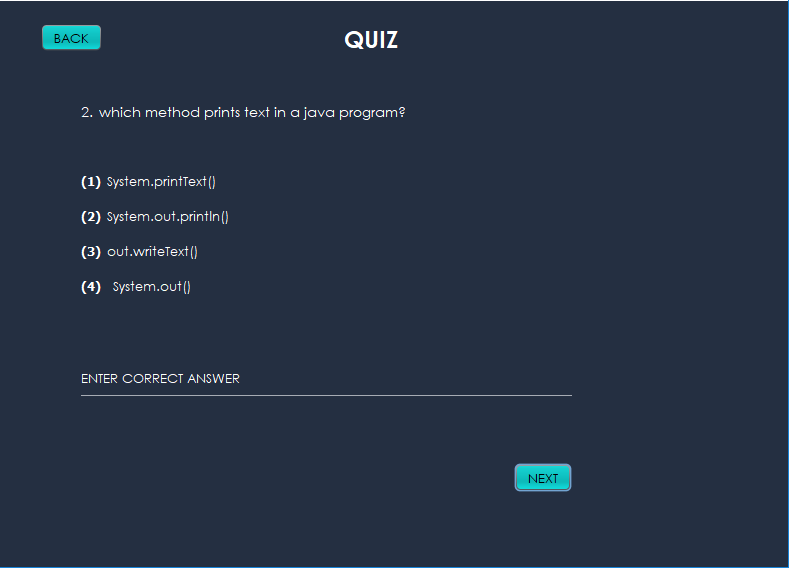 BACK
QUIZ
2. which method prints text in a java program?
(1) System.printText()
(2) System.out.println()
(3) out.writeText()
(4) System.out()
ENTER CORRECT ANSWER
NEXT